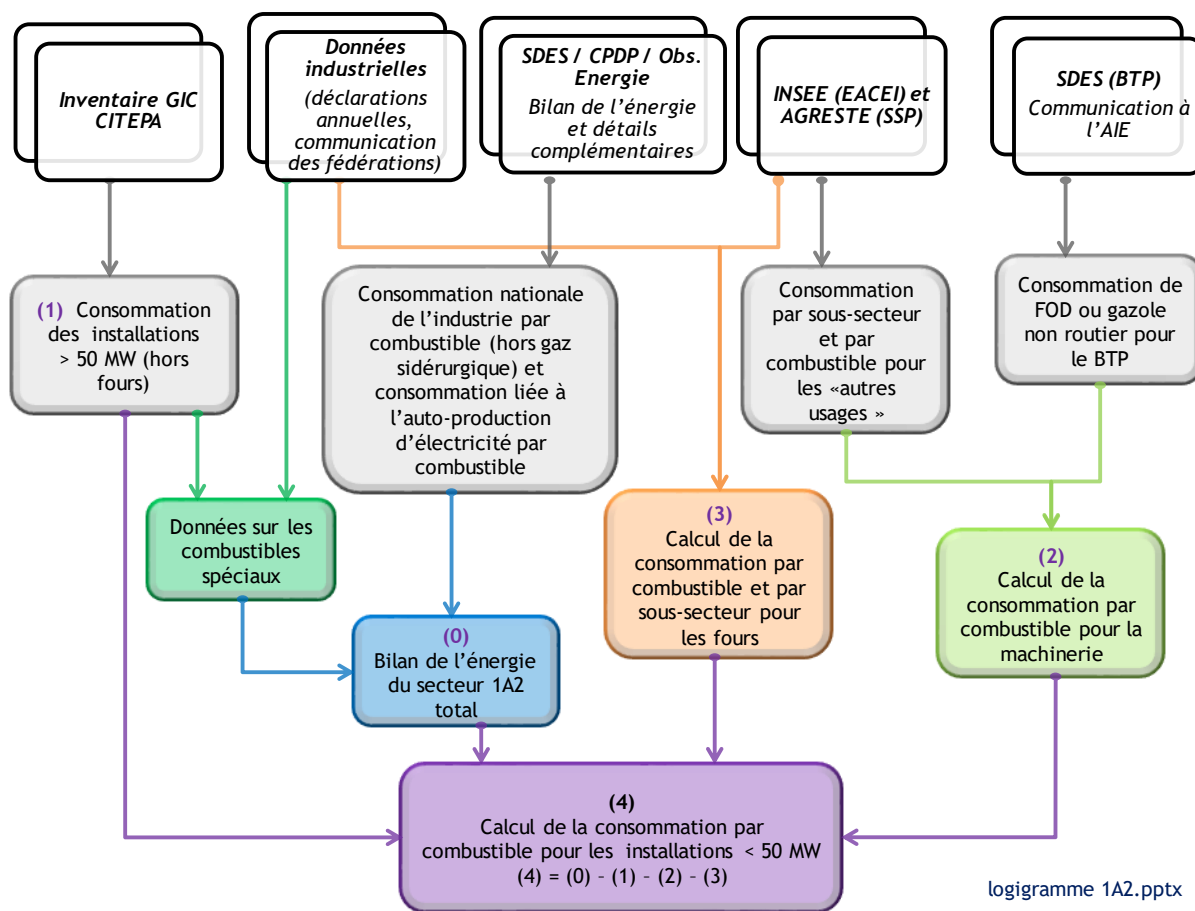 Inventaire GIC
CITEPA
Données
industrielles
(déclarations
annuelles,
communication
des fédérations)
SDES / CPDP / Obs.
Energie
Bilan de l’énergie
et détails
complémentaires
INSEE (EACEI) et
AGRESTE (SSP)
SDES (BTP)
Communication à
l’AIE
(1) Consommation
des installations
> 50 MW (hors
fours)
Consommation nationale
de l’industrie par
combustible (hors gaz
sidérurgique) et
consommation liée à
l’auto-production
d’électricité par
combustible
Consommation
par sous-secteur
et par
combustible pour
les «autres
usages »
Consommation de
FOD ou gazole
non routier pour
le BTP
Données sur les
combustibles
spéciaux
(0)
Bilan de l’énergie
du secteur 1A2
total
(3)
Calcul de la
consommation par
combustible et par
sous-secteur pour
les fours
(2)
Calcul de la
consommation par
combustible pour la
machinerie
(4)
Calcul de la consommation par
combustible pour les installations < 50 MW
(4) = (0) – (1) – (2) – (3)
logigramme 1A2.pptx